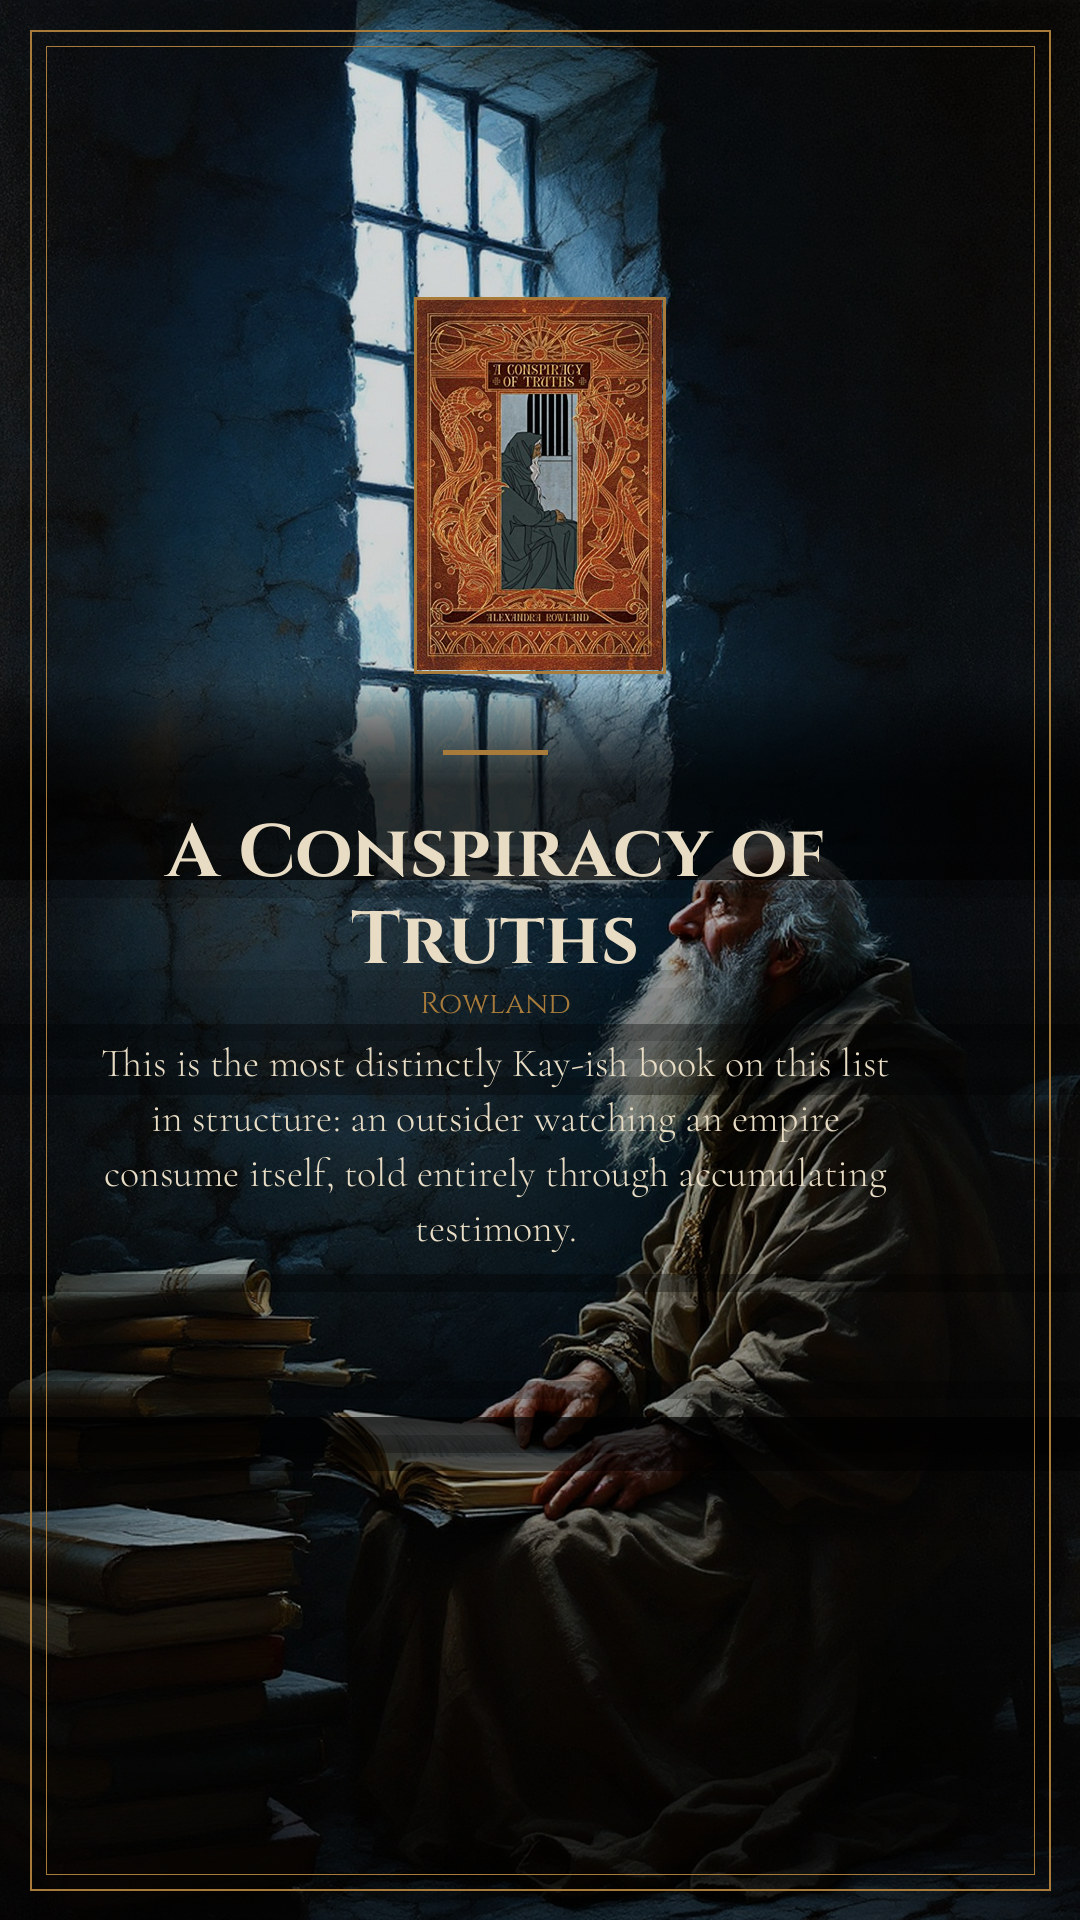 A CONSPIRACY
OF TRUTHS
ALEXANDRA ROWLAND
A Conspiracy of
Truths
Rowland
This is the most distinctly Kay-ish book on this list
in structure: an outsider watching an empire
consume itself, told entirely through accumulating
testimony.